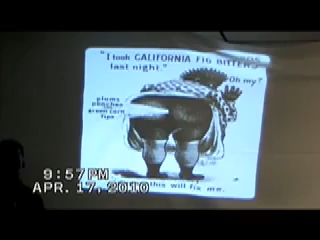 "I took CALIFORNIA FIG BITTERS
last night."
Oh my?
plums
peaches
green corn
figs
this will fix me.
9:57PM
APR.17,2010